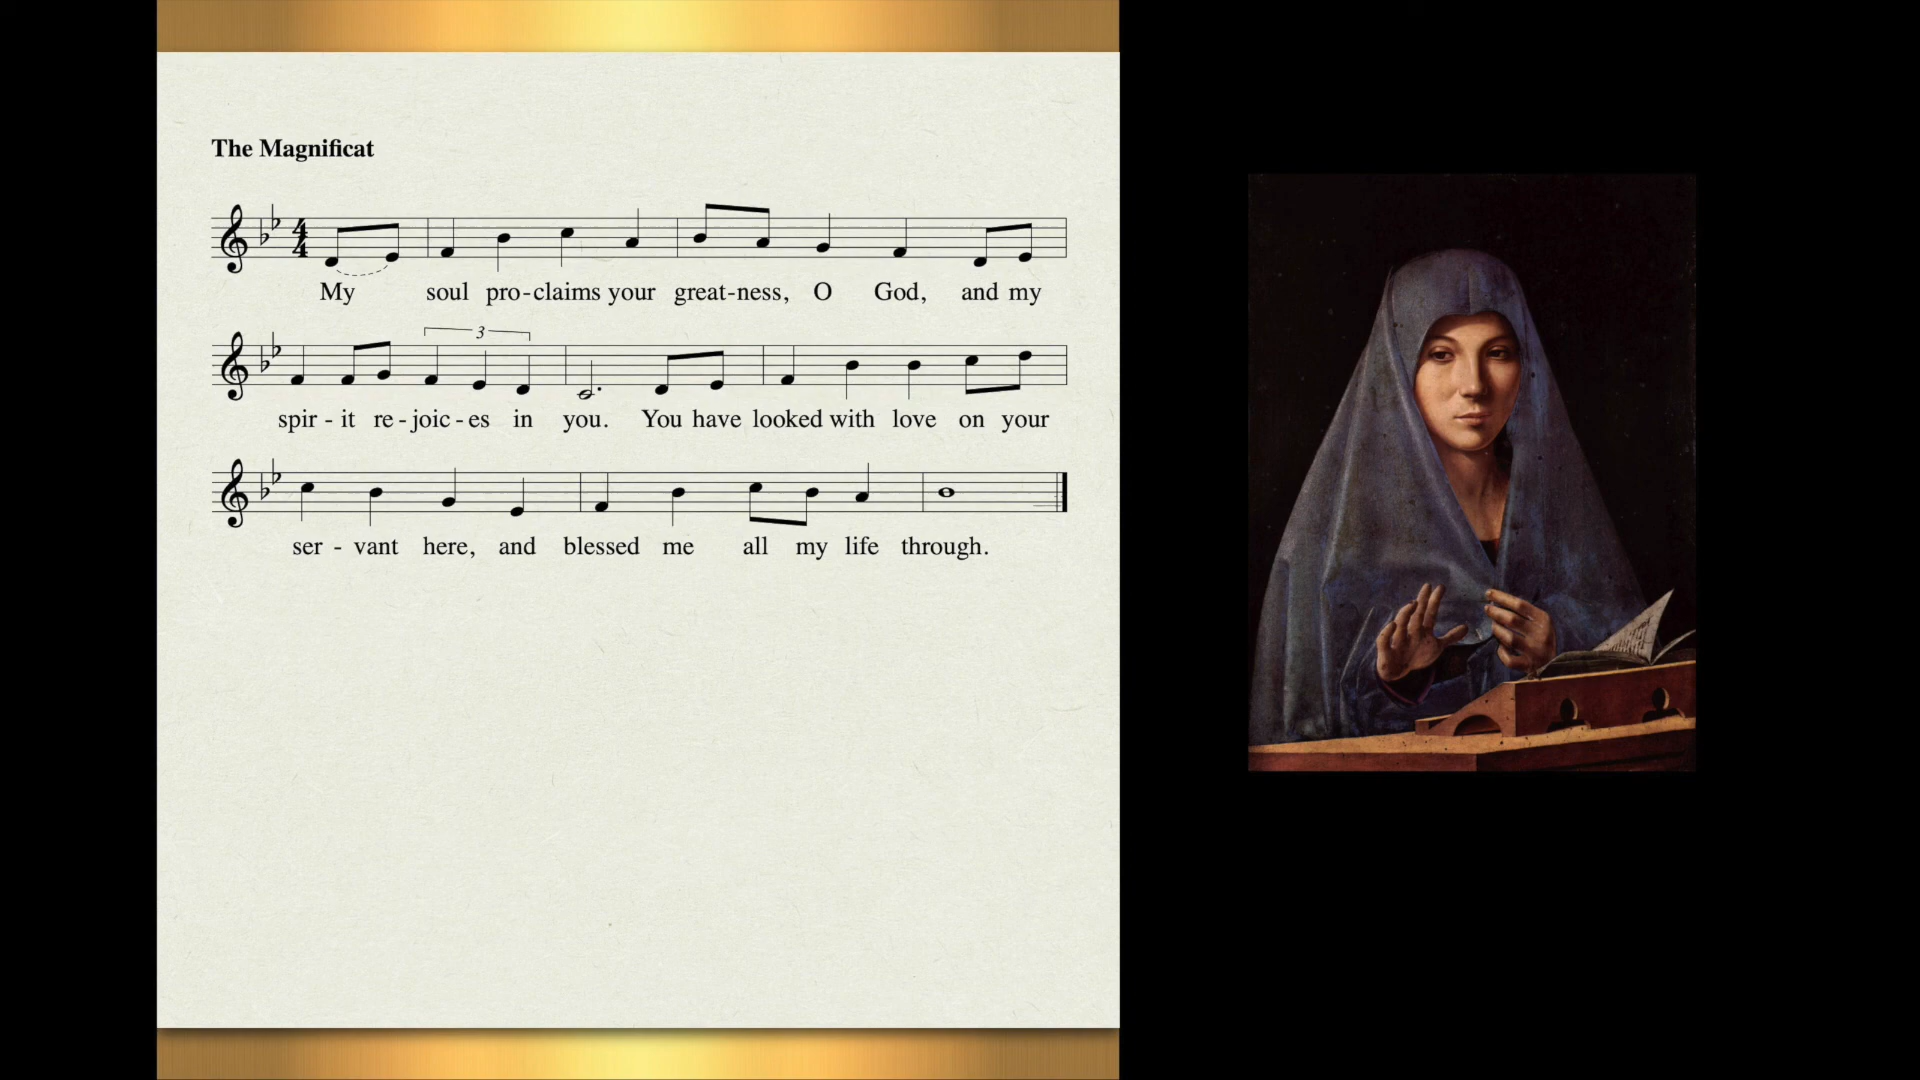 The Magnificat
My soul pro-claims your great-ness, O God, and my
3
spir - it re - joic - es in you. You have looked with love on your
ser - vant here, and blessed me all my life through.